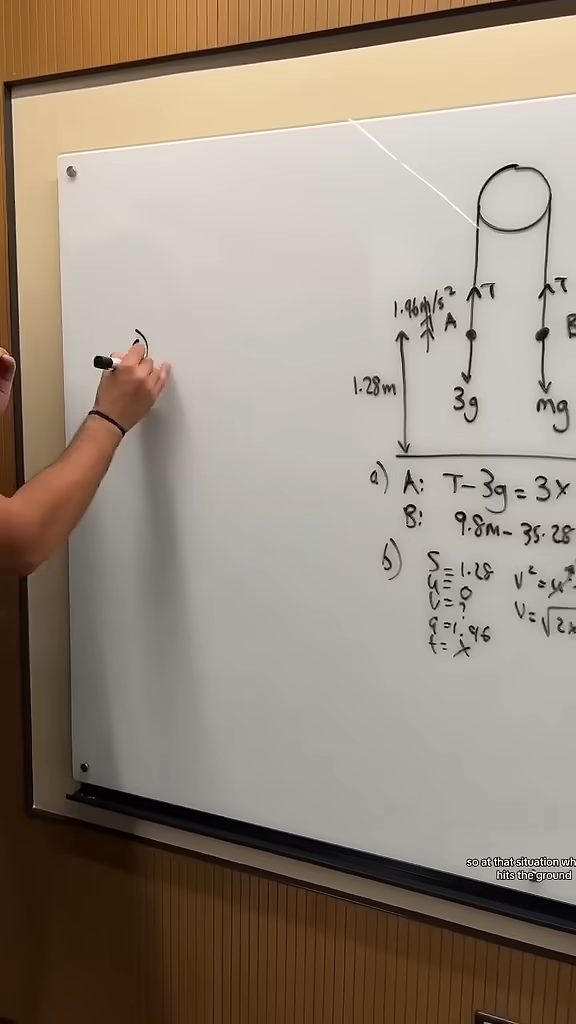 T
T
1.96m/s²
A
B
1.28m
3g
mg
a) A: T-3g=3x
B: 9.8m-35.28
b)
S=1.28
u=0
v=?
a=1.96
t=x
v²=u²
v=√2x
so at that situation
hits the ground